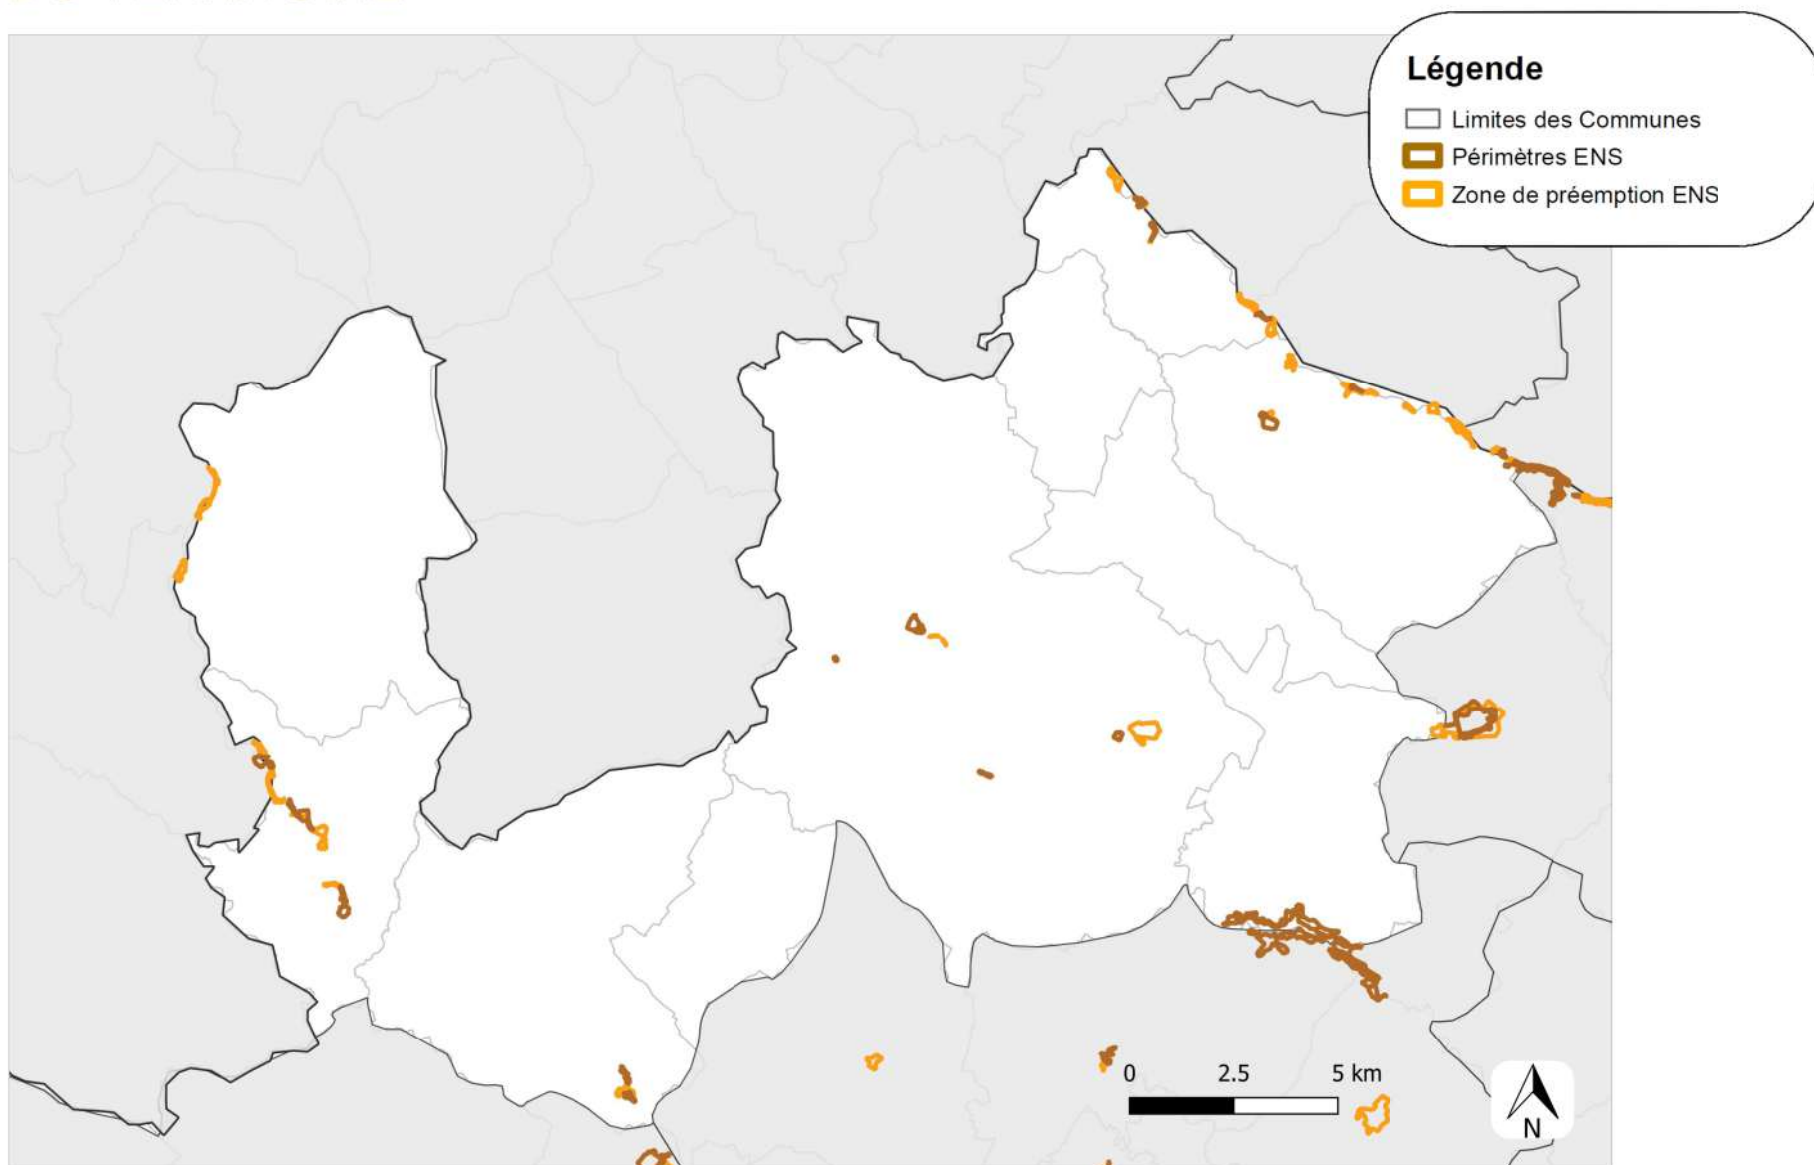 Légende
Limites des Communes
Périmètres ENS
Zone de préemption ENS
0 2.5 5 km
N